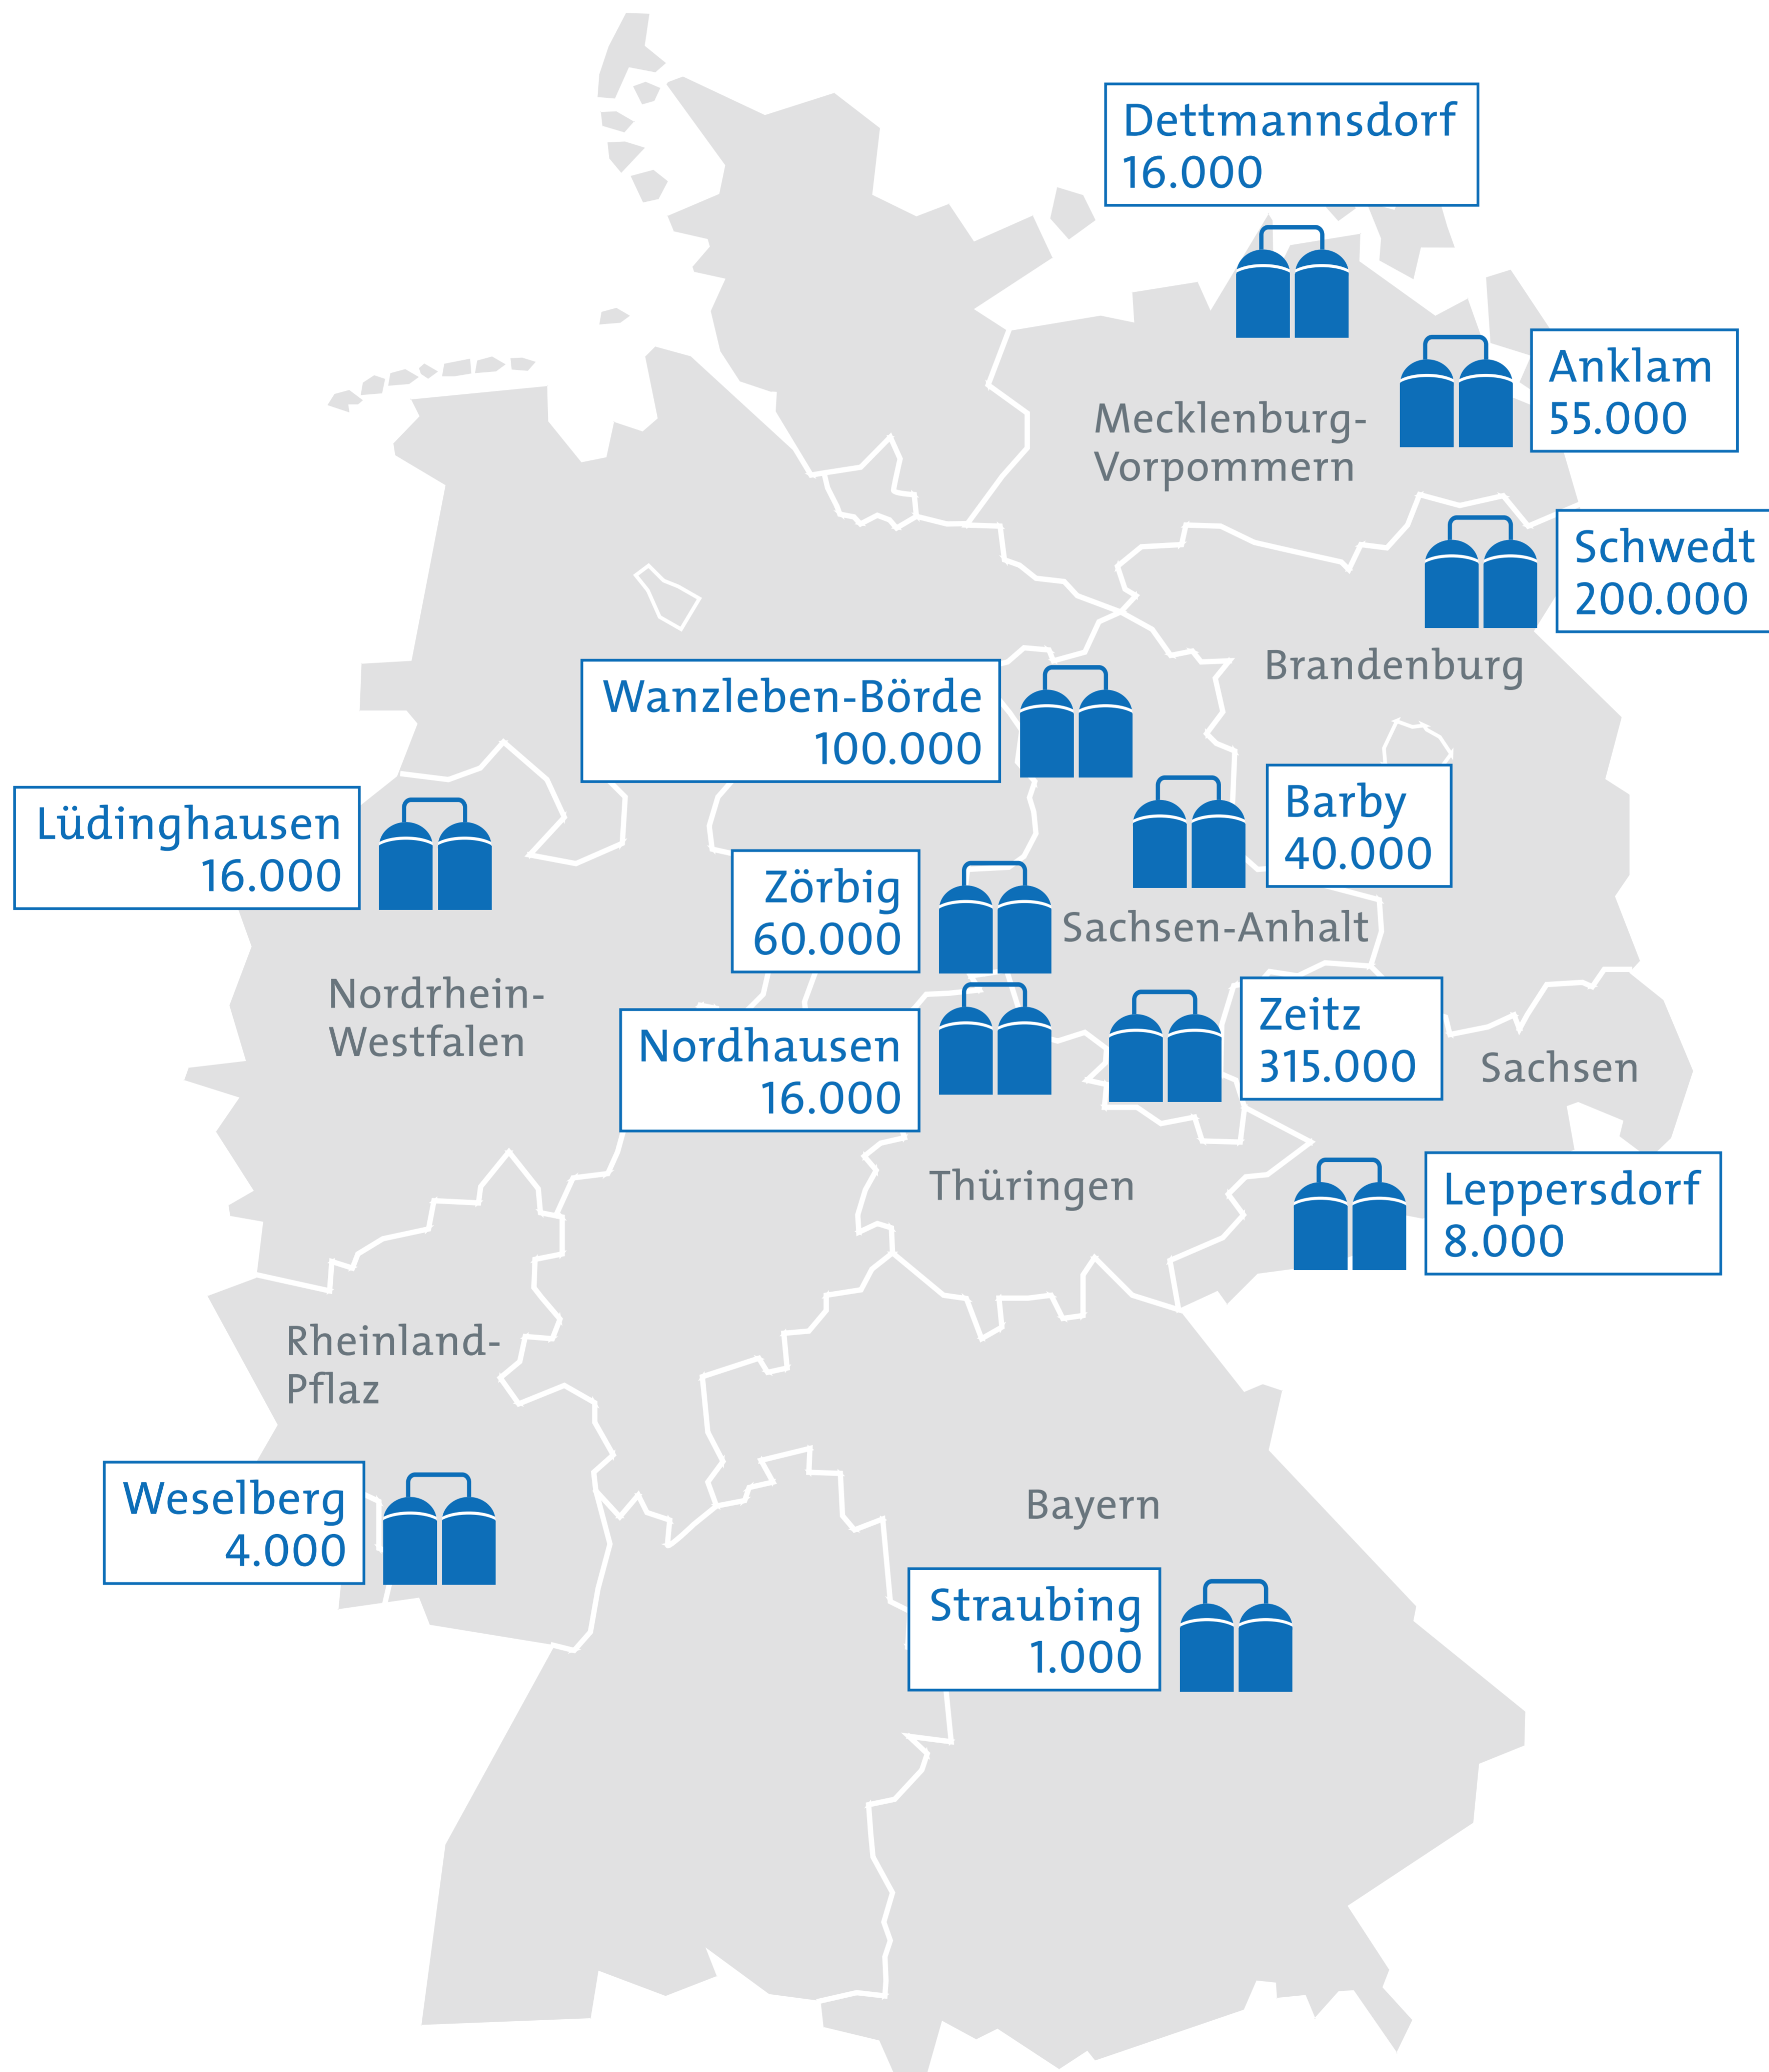 Dettmannsdorf
16.000
Anklam
55.000
Mecklenburg-
Vorpommern
Schwedt
200.000
Brandenburg
Wanzleben-Börde
100.000
Barby
40.000
Lüdinghausen
16.000
Zörbig
60.000
Sachsen-Anhalt
Nordrhein-
Westfalen
Nordhausen
16.000
Zeitz
315.000
Sachsen
Thüringen
Leppersdorf
8.000
Rheinland-
Pflaz
Weselberg
4.000
Bayern
Straubing
1.000